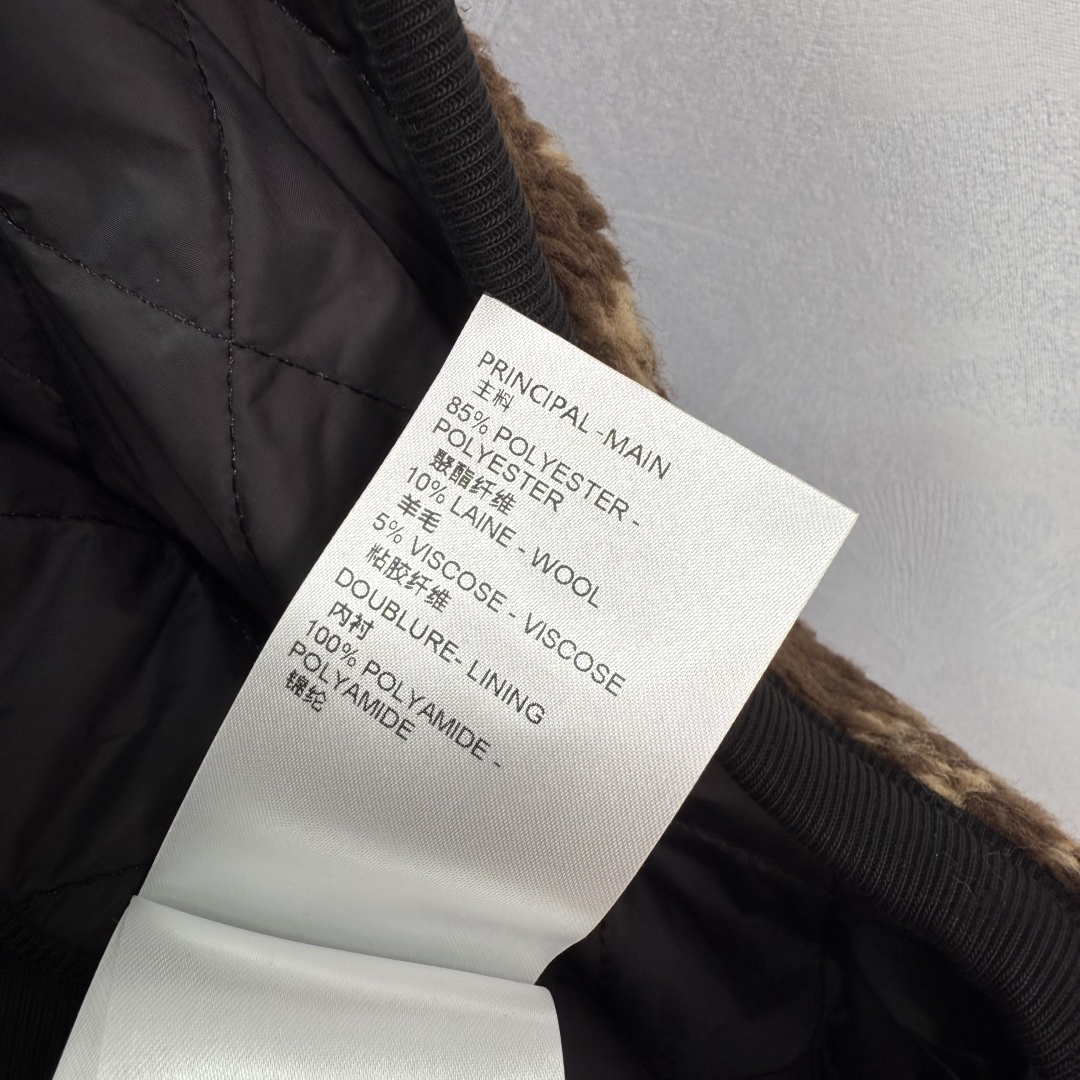 PRINCIPAL -MAIN
主料
85% POLYESTER -
POLYESTER
聚酯纤维
10% LAINE - WOOL
羊毛
5% VISCOSE - VISCOSE
粘胶纤维
DOUBLURE- LINING
内衬
100% POLYAMIDE -
POLYAMIDE
锦纶